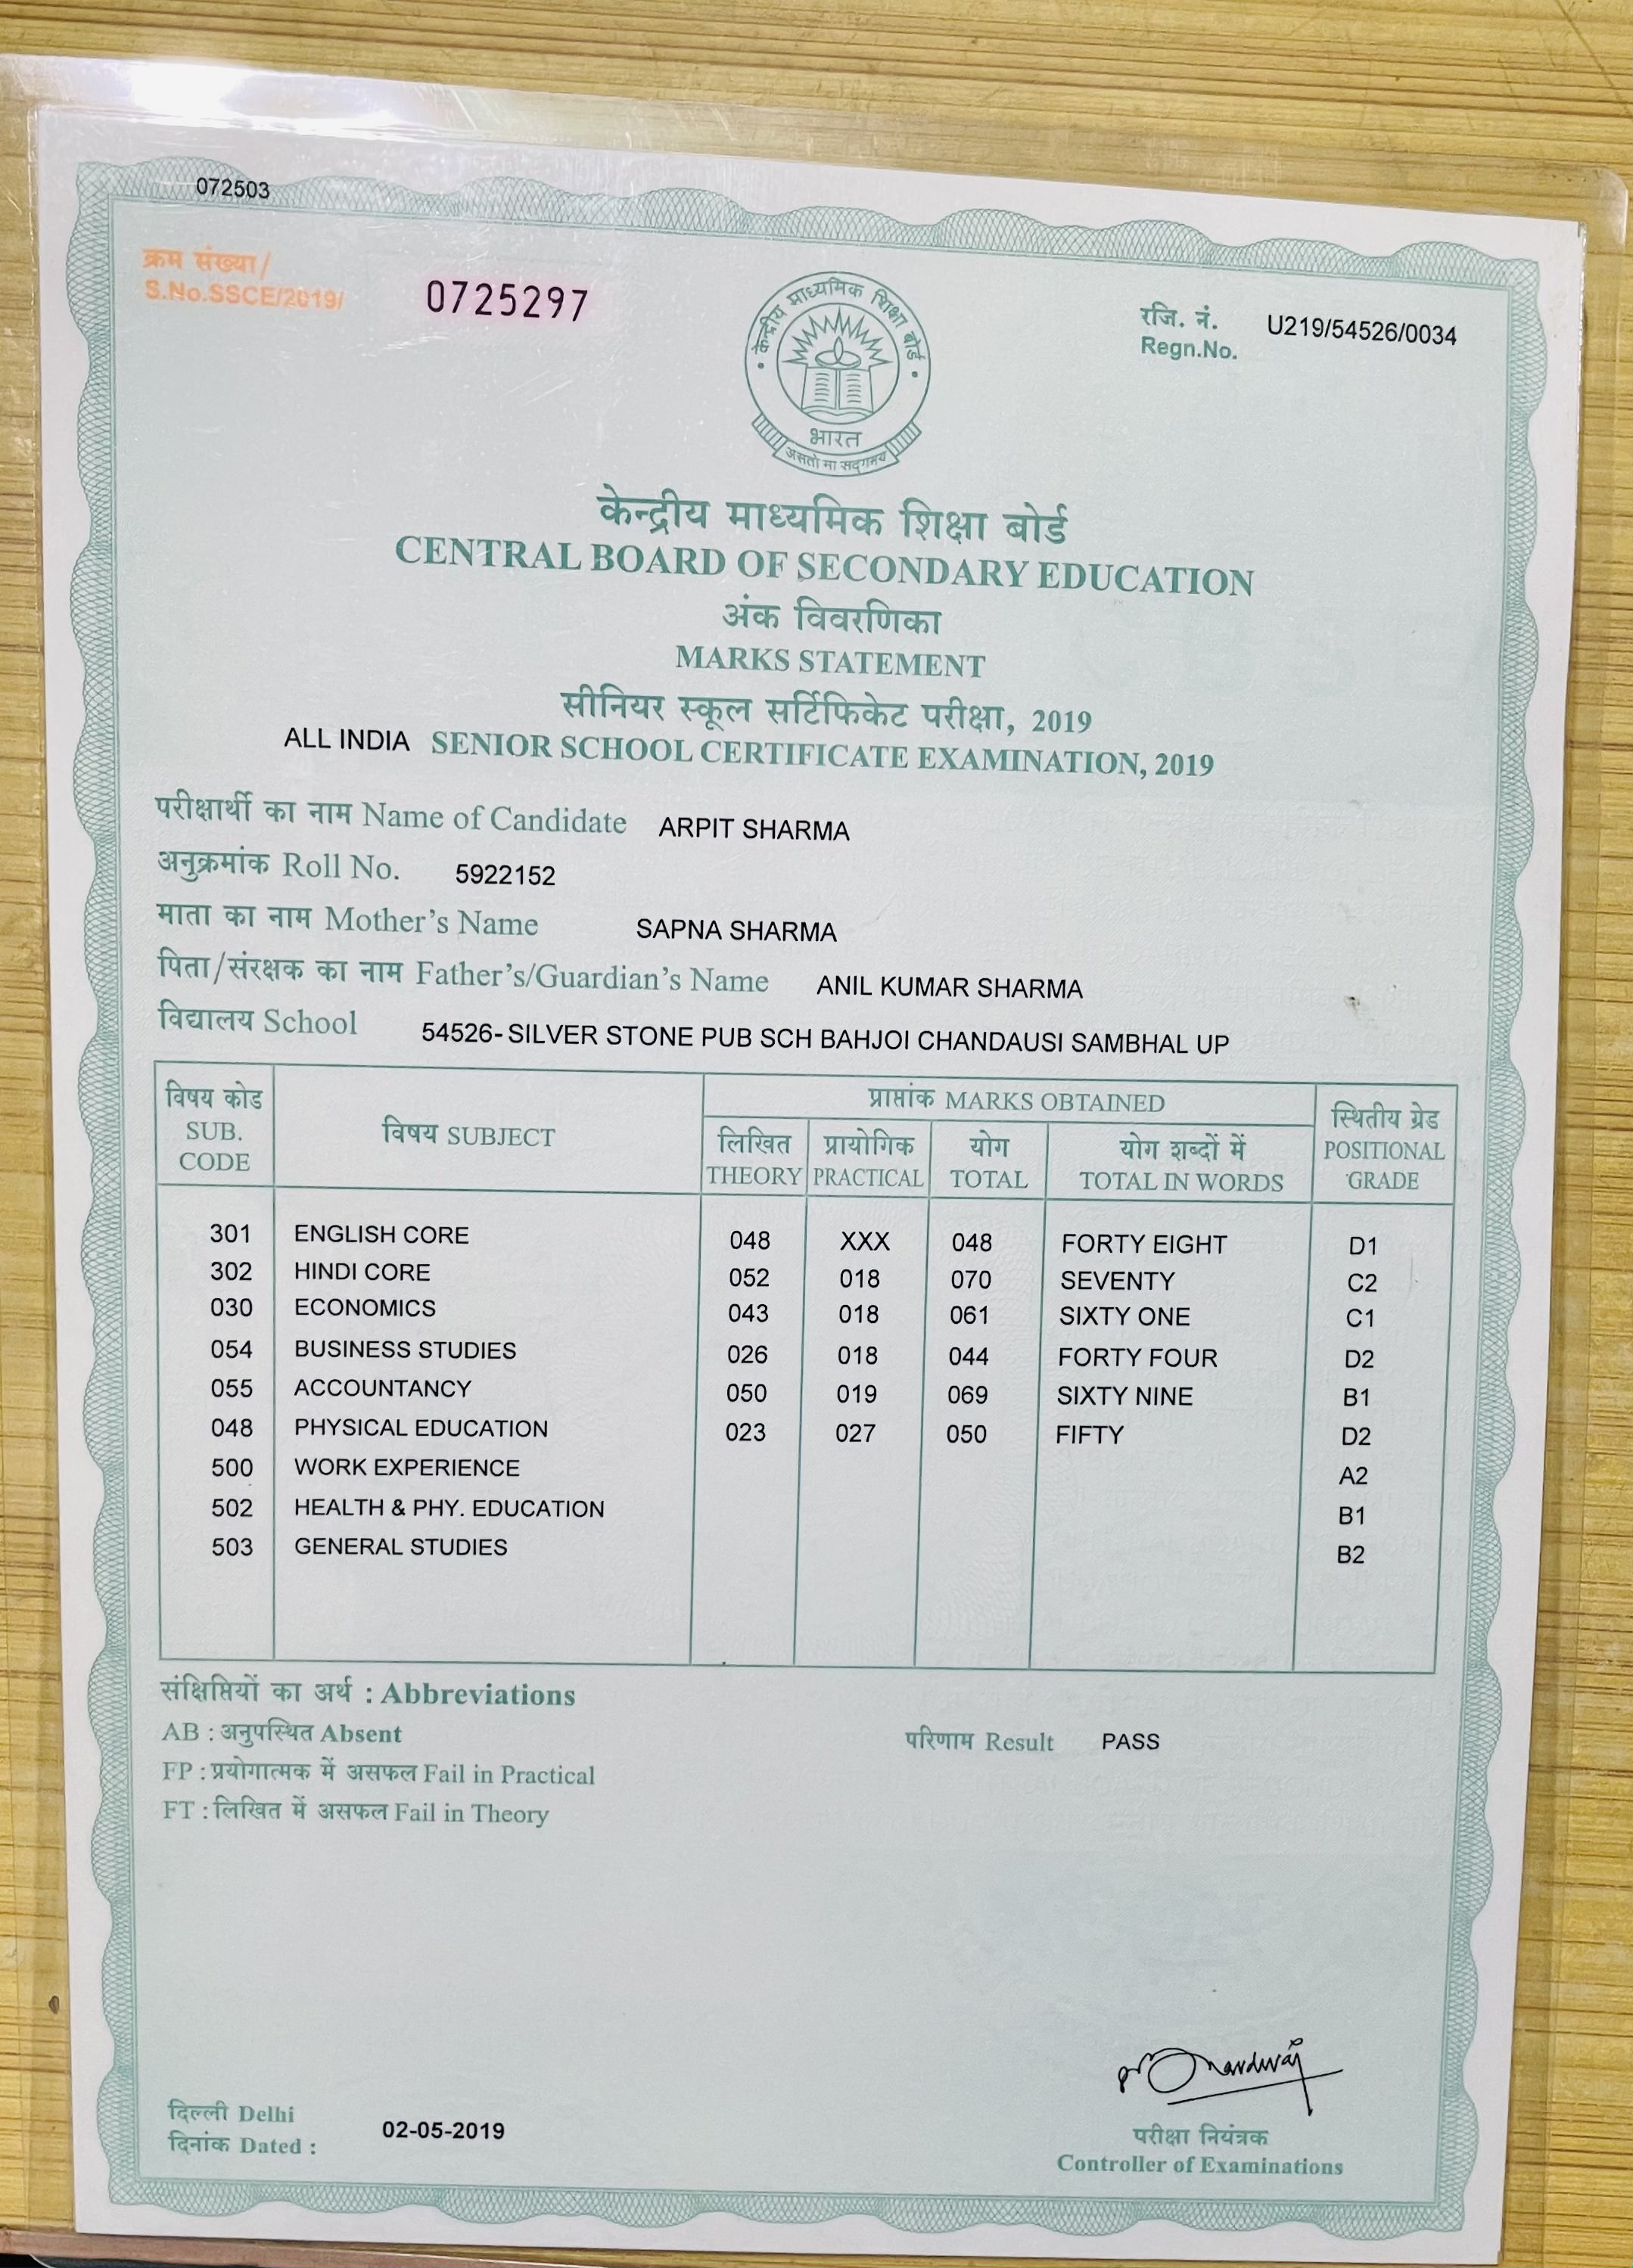 072503
क्रम संख्या/
S.No.SSCE/2019/ 0725297
रजि. नं.
Regn.No. U219/54526/0034
केन्द्रीय माध्यमिक शिक्षा बोर्ड
भारत
असतो मा सद्गमय
केन्द्रीय माध्यमिक शिक्षा बोर्ड
CENTRAL BOARD OF SECONDARY EDUCATION
अंक विवरणिका
MARKS STATEMENT
सीनियर स्कूल सर्टिफिकेट परीक्षा, 2019
ALL INDIA SENIOR SCHOOL CERTIFICATE EXAMINATION, 2019
परीक्षार्थी का नाम Name of Candidate ARPIT SHARMA
अनुक्रमांक Roll No. 5922152
माता का नाम Mother's Name SAPNA SHARMA
पिता/संरक्षक का नाम Father's/Guardian's Name ANIL KUMAR SHARMA
विद्यालय School 54526-SILVER STONE PUB SCH BAHJOI CHANDAUSI SAMBHAL UP
विषय कोड SUB. CODE
विषय SUBJECT
प्राप्तांक MARKS OBTAINED
लिखित THEORY
प्रायोगिक PRACTICAL
योग TOTAL
योग शब्दों में TOTAL IN WORDS
स्थितीय ग्रेड POSITIONAL GRADE
301 ENGLISH CORE 048 XXX 048 FORTY EIGHT D1
302 HINDI CORE 052 018 070 SEVENTY C2
030 ECONOMICS 043 018 061 SIXTY ONE C1
054 BUSINESS STUDIES 026 018 044 FORTY FOUR D2
055 ACCOUNTANCY 050 019 069 SIXTY NINE B1
048 PHYSICAL EDUCATION 023 027 050 FIFTY D2
500 WORK EXPERIENCE A2
502 HEALTH & PHY. EDUCATION B1
503 GENERAL STUDIES B2
संक्षिप्तियों का अर्थ : Abbreviations
AB : अनुपस्थित Absent
परिणाम Result PASS
FP : प्रयोगात्मक में असफल Fail in Practical
FT : लिखित में असफल Fail in Theory
दिल्ली Delhi
दिनांक Dated : 02-05-2019
परीक्षा नियंत्रक
Controller of Examinations